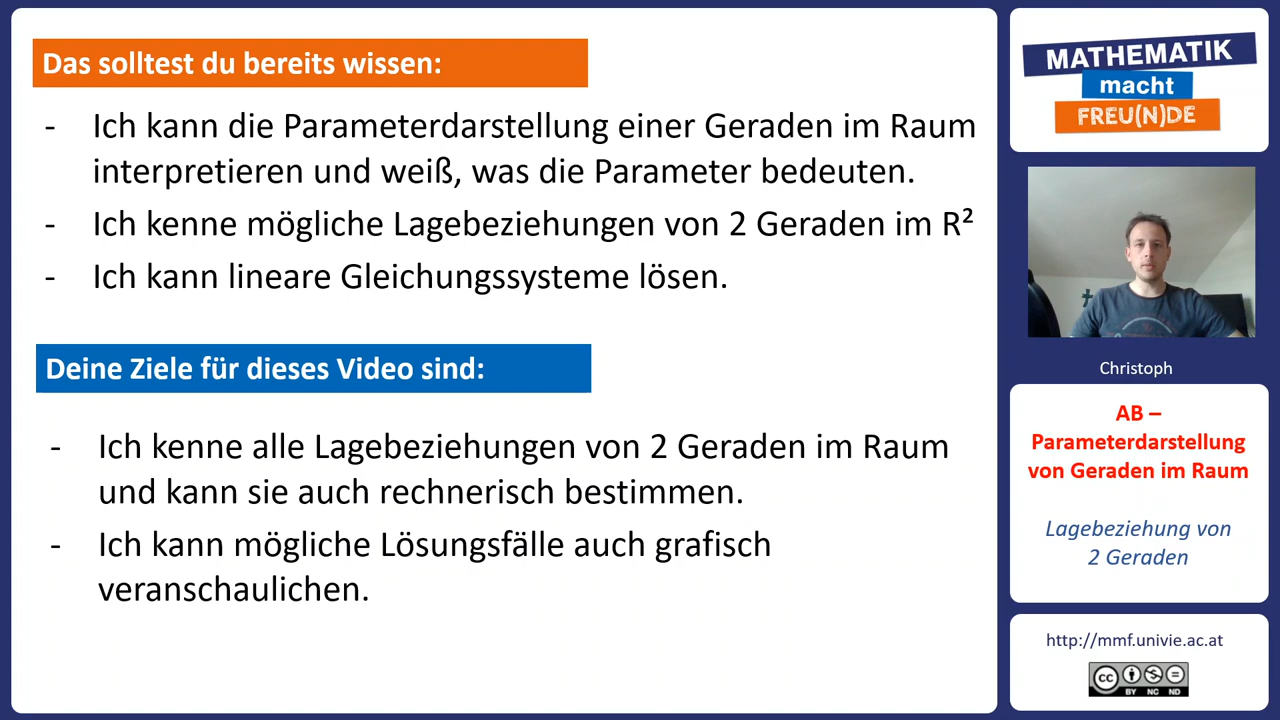 Das solltest du bereits wissen:
- Ich kann die Parameterdarstellung einer Geraden im Raum
interpretieren und weiß, was die Parameter bedeuten.
- Ich kenne mögliche Lagebeziehungen von 2 Geraden im R²
- Ich kann lineare Gleichungssysteme lösen.
Deine Ziele für dieses Video sind:
- Ich kenne alle Lagebeziehungen von 2 Geraden im Raum
und kann sie auch rechnerisch bestimmen.
- Ich kann mögliche Lösungsfälle auch grafisch
veranschaulichen.
MATHEMATIK
macht
FREU(N)DE
Christoph
AB –
Parameterdarstellung
von Geraden im Raum
Lagebeziehung von
2 Geraden
http://mmf.univie.ac.at
cc
BY NC ND